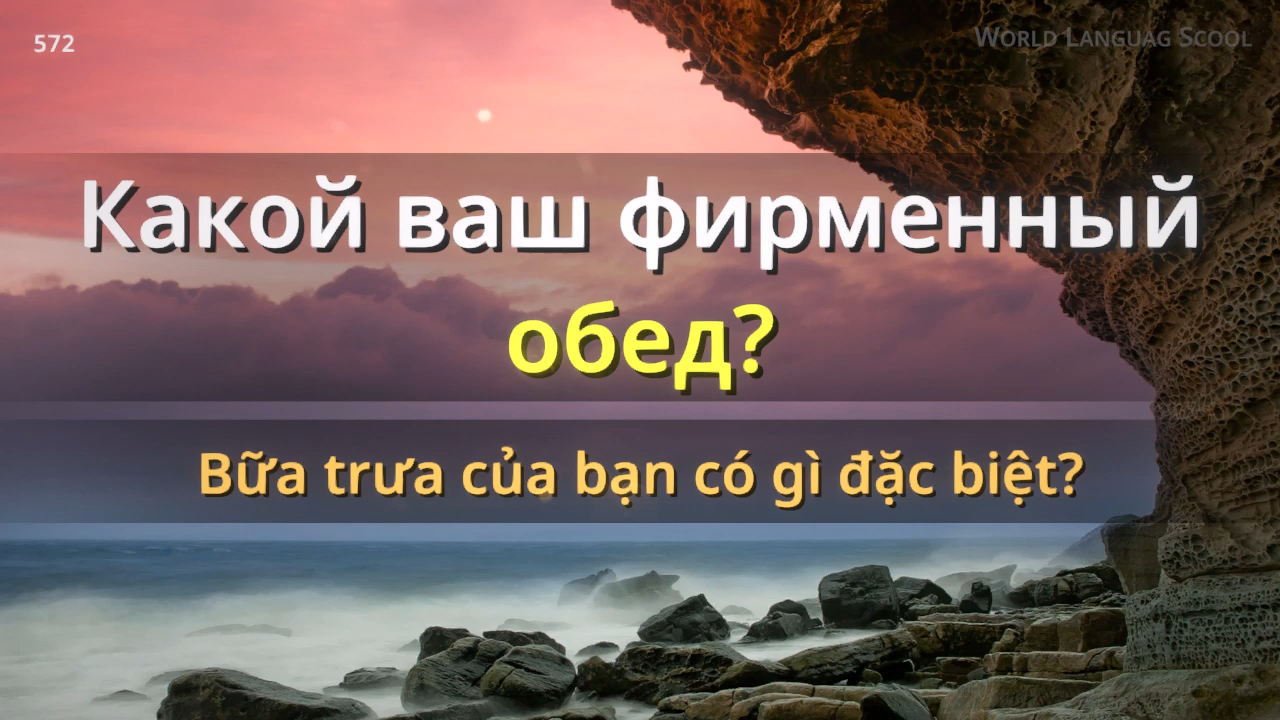 572
World Languag Scool
Какой ваш фирменный
обед?
Bữa trưa của bạn có gì đặc biệt?